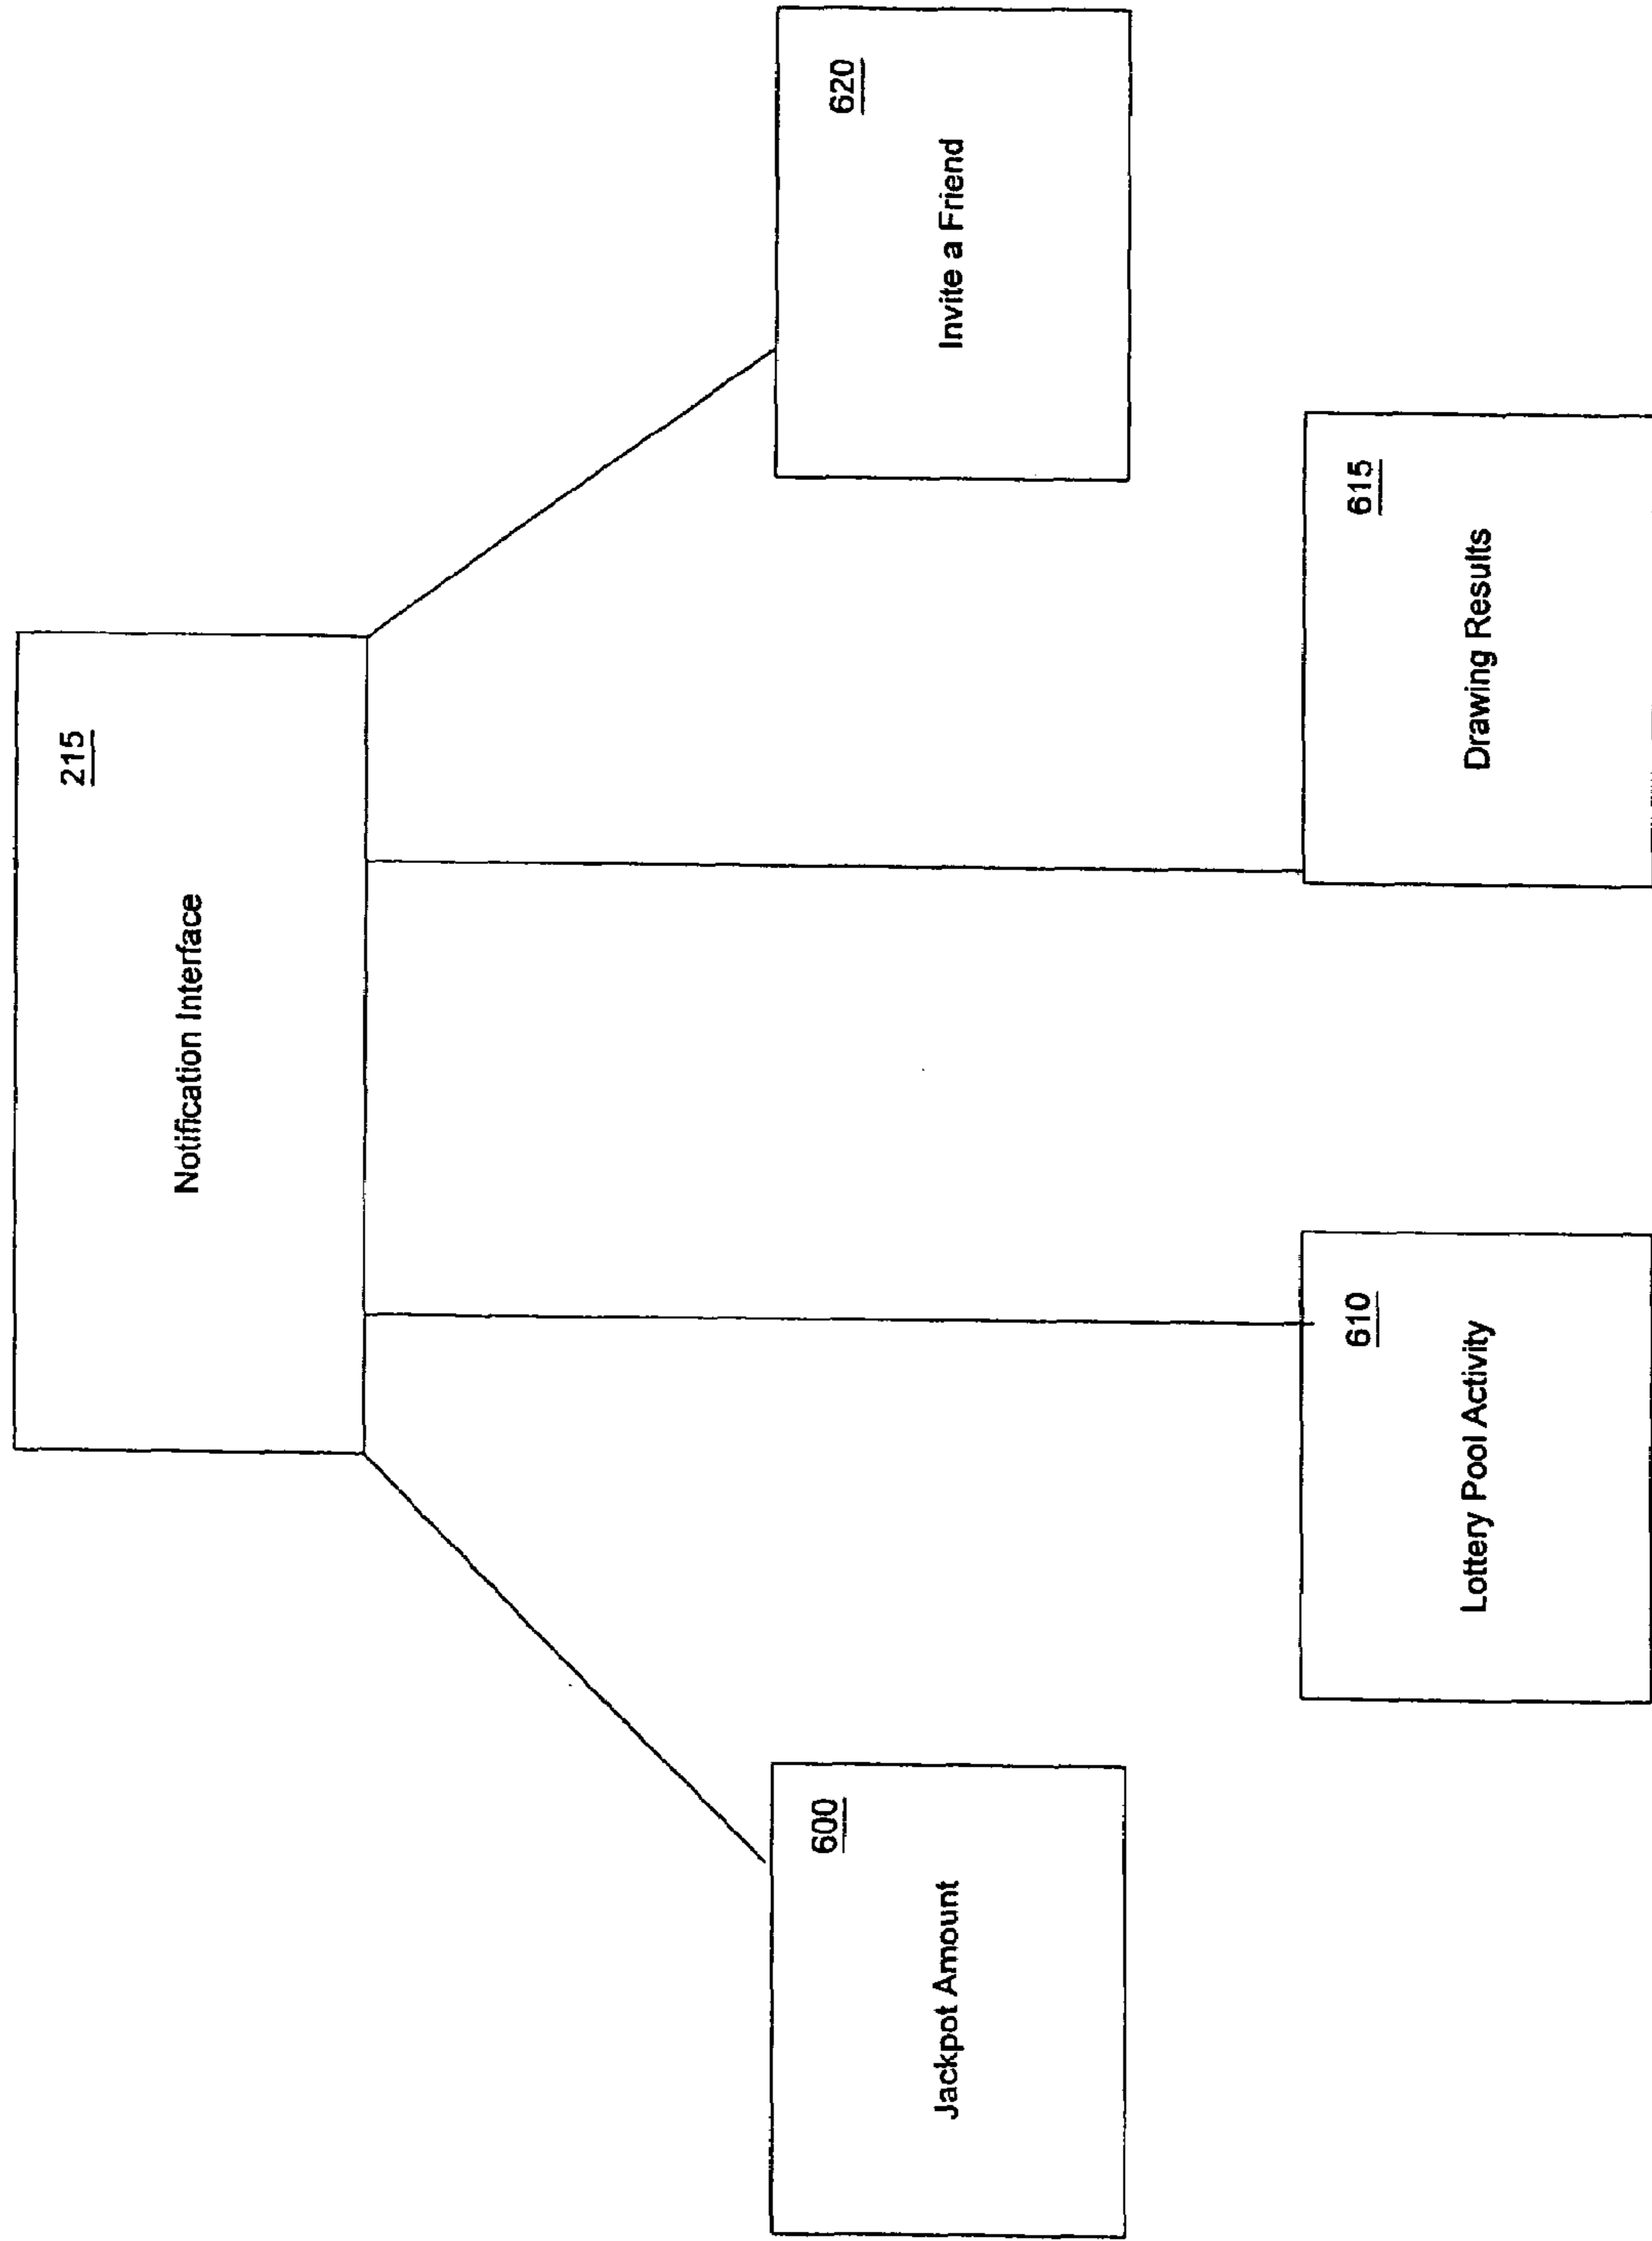 215
Notification Interface
600
Jackpot Amount
610
Lottery Pool Activity
615
Drawing Results
620
Invite a Friend